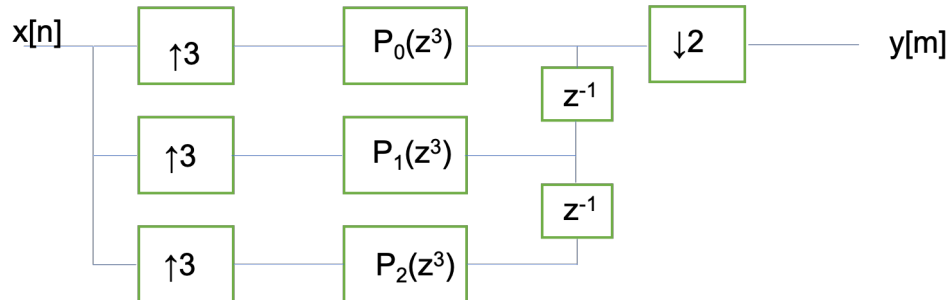 x[n]
↑3
P₀(z³)
↓2
y[m]
z⁻¹
↑3
P₁(z³)
z⁻¹
↑3
P₂(z³)